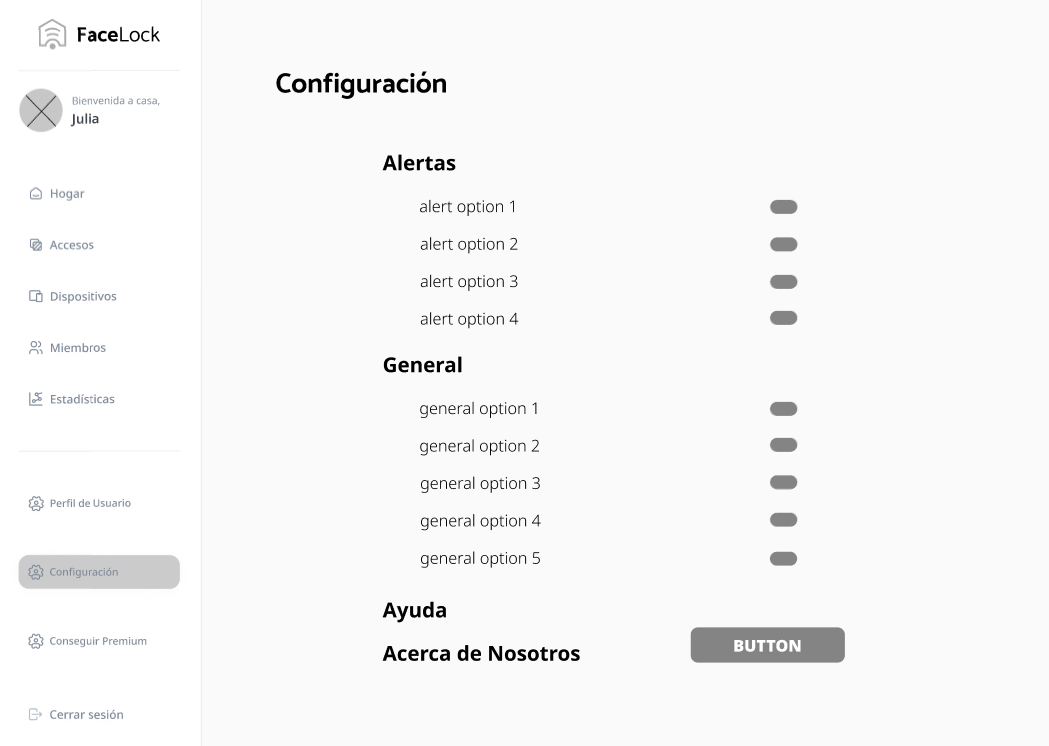 FaceLock
Bienvenida a casa,
Julia
Hogar
Accesos
Dispositivos
Miembros
Estadísticas
Perfil de Usuario
Configuración
Conseguir Premium
Cerrar sesión
Configuración
Alertas
alert option 1
alert option 2
alert option 3
alert option 4
General
general option 1
general option 2
general option 3
general option 4
general option 5
Ayuda
Acerca de Nosotros
BUTTON